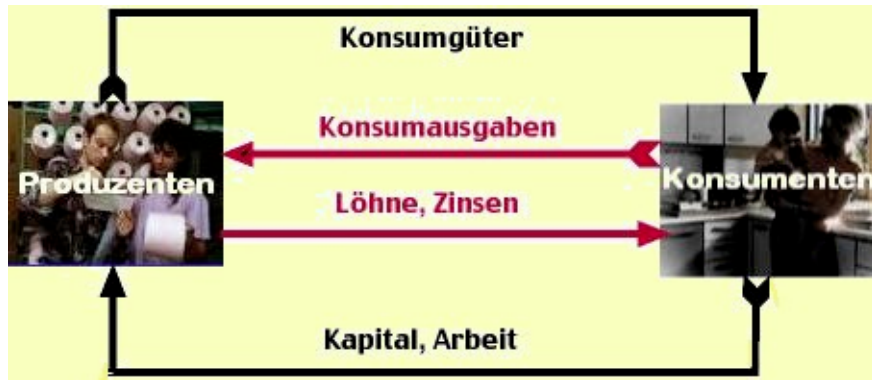 Konsumgüter
Konsumausgaben
Produzenten
Konsumenten
Löhne, Zinsen
Kapital, Arbeit